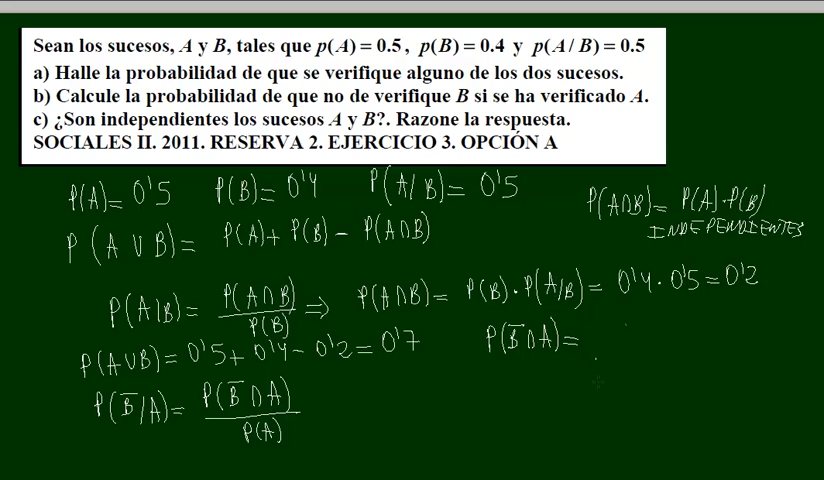 Sean los sucesos, A y B, tales que p(A) = 0.5, p(B) = 0.4 y p(A / B) = 0.5
a) Halle la probabilidad de que se verifique alguno de los dos sucesos.
b) Calcule la probabilidad de que no de verifique B si se ha verificado A.
c) ¿Son independientes los sucesos A y B?. Razone la respuesta.
SOCIALES II. 2011. RESERVA 2. EJERCICIO 3. OPCIÓN A
P(A) = 0'5 P(B) = 0'4 P(A/B) = 0'5
P(A∩B) = P(A)·P(B)
INDEPENDIENTES
P(A∪B) = P(A) + P(B) − P(A∩B)
P(A|B) = P(A∩B)/P(B) ⇒ P(A∩B) = P(B)·P(A/B) = 0'4·0'5 = 0'2
P(A∪B) = 0'5 + 0'4 − 0'2 = 0'7 P(B̅∩A) =
P(B̅/A) = P(B̅∩A)/P(A)